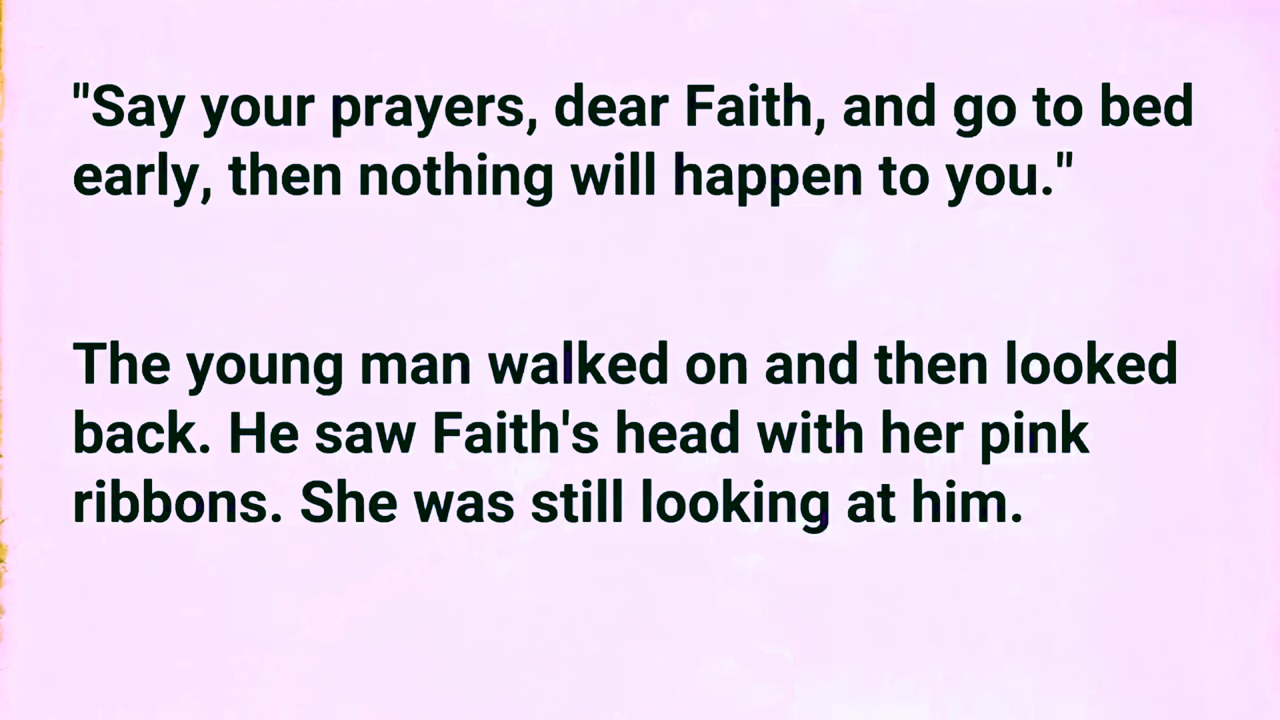 "Say your prayers, dear Faith, and go to bed
early, then nothing will happen to you."
The young man walked on and then looked
back. He saw Faith's head with her pink
ribbons. She was still looking at him.